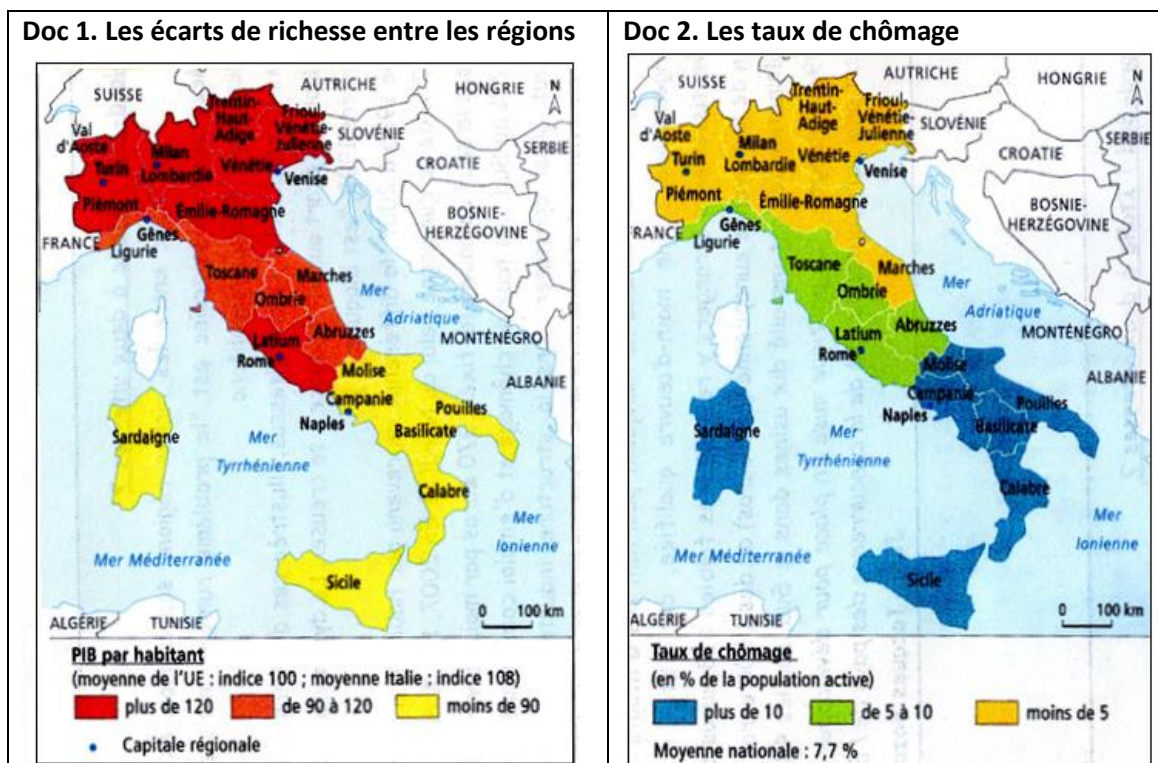 Doc 1. Les écarts de richesse entre les régions
SUISSE
AUTRICHE
HONGRIE
N
Trentin-
Haut-
Adige
Frioul,
Vénétie-
Julienne
SLOVÉNIE
Val
d'Aoste
Milan
Turin
Lombardie
Vénétie
Venise
CROATIE
SERBIE
Piémont
Émilie-Romagne
BOSNIE-
HERZÉGOVINE
FRANCE
Gênes
Ligurie
Toscane
Marches
Ombrie
Mer
Adriatique
Abruzzes
MONTÉNÉGRO
Latium
Rome
Molise
ALBANIE
Campanie
Pouilles
Naples
Basilicate
Sardaigne
Mer
Tyrrhénienne
Calabre
Mer
Ionienne
Mer Méditerranée
Sicile
0 100 km
ALGÉRIE
TUNISIE
PIB par habitant
(moyenne de l'UE : indice 100 ; moyenne Italie : indice 108)
plus de 120 de 90 à 120 moins de 90
Capitale régionale
Doc 2. Les taux de chômage
SUISSE
AUTRICHE
HONGRIE
N
Trentin-
Haut-
Adige
Frioul,
Vénétie-
Julienne
SLOVÉNIE
Val
d'Aoste
Milan
Turin
Lombardie
Vénétie
Venise
CROATIE
SERBIE
Piémont
Émilie-Romagne
BOSNIE-
HERZÉGOVINE
FRANCE
Gênes
Ligurie
Toscane
Marches
Ombrie
Mer
Adriatique
Abruzzes
MONTÉNÉGRO
Latium
Rome
Molise
ALBANIE
Campanie
Pouilles
Naples
Basilicate
Sardaigne
Mer
Tyrrhénienne
Calabre
Mer
Ionienne
Mer Méditerranée
Sicile
0 100 km
ALGÉRIE
TUNISIE
Taux de chômage
(en % de la population active)
plus de 10 de 5 à 10 moins de 5
Moyenne nationale : 7,7 %